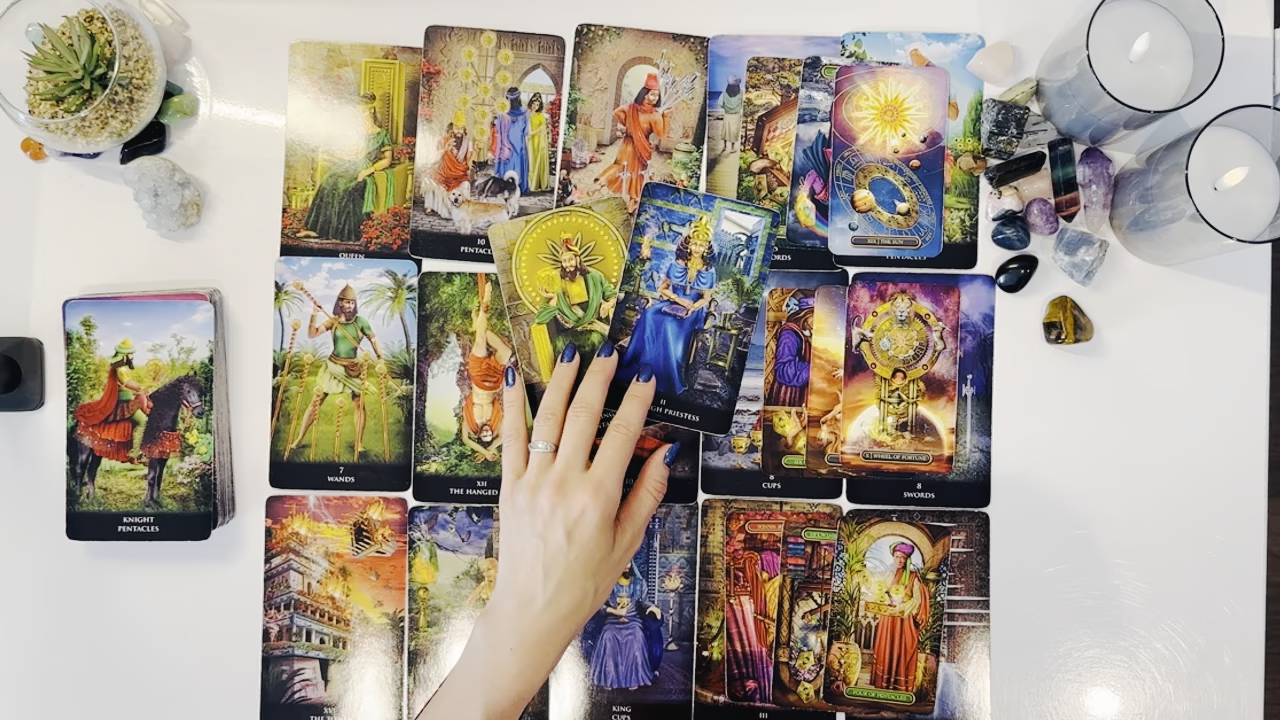 QUEEN
10
PENTACLES
XIX | THE SUN
PENTACLES
KNIGHT
PENTACLES
7
WANDS
XII
THE HANGED
II
HIGH PRIESTESS
CUPS
X | WHEEL OF FORTUNE
8
SWORDS
KING
CUPS
III
FOUR OF PENTACLES